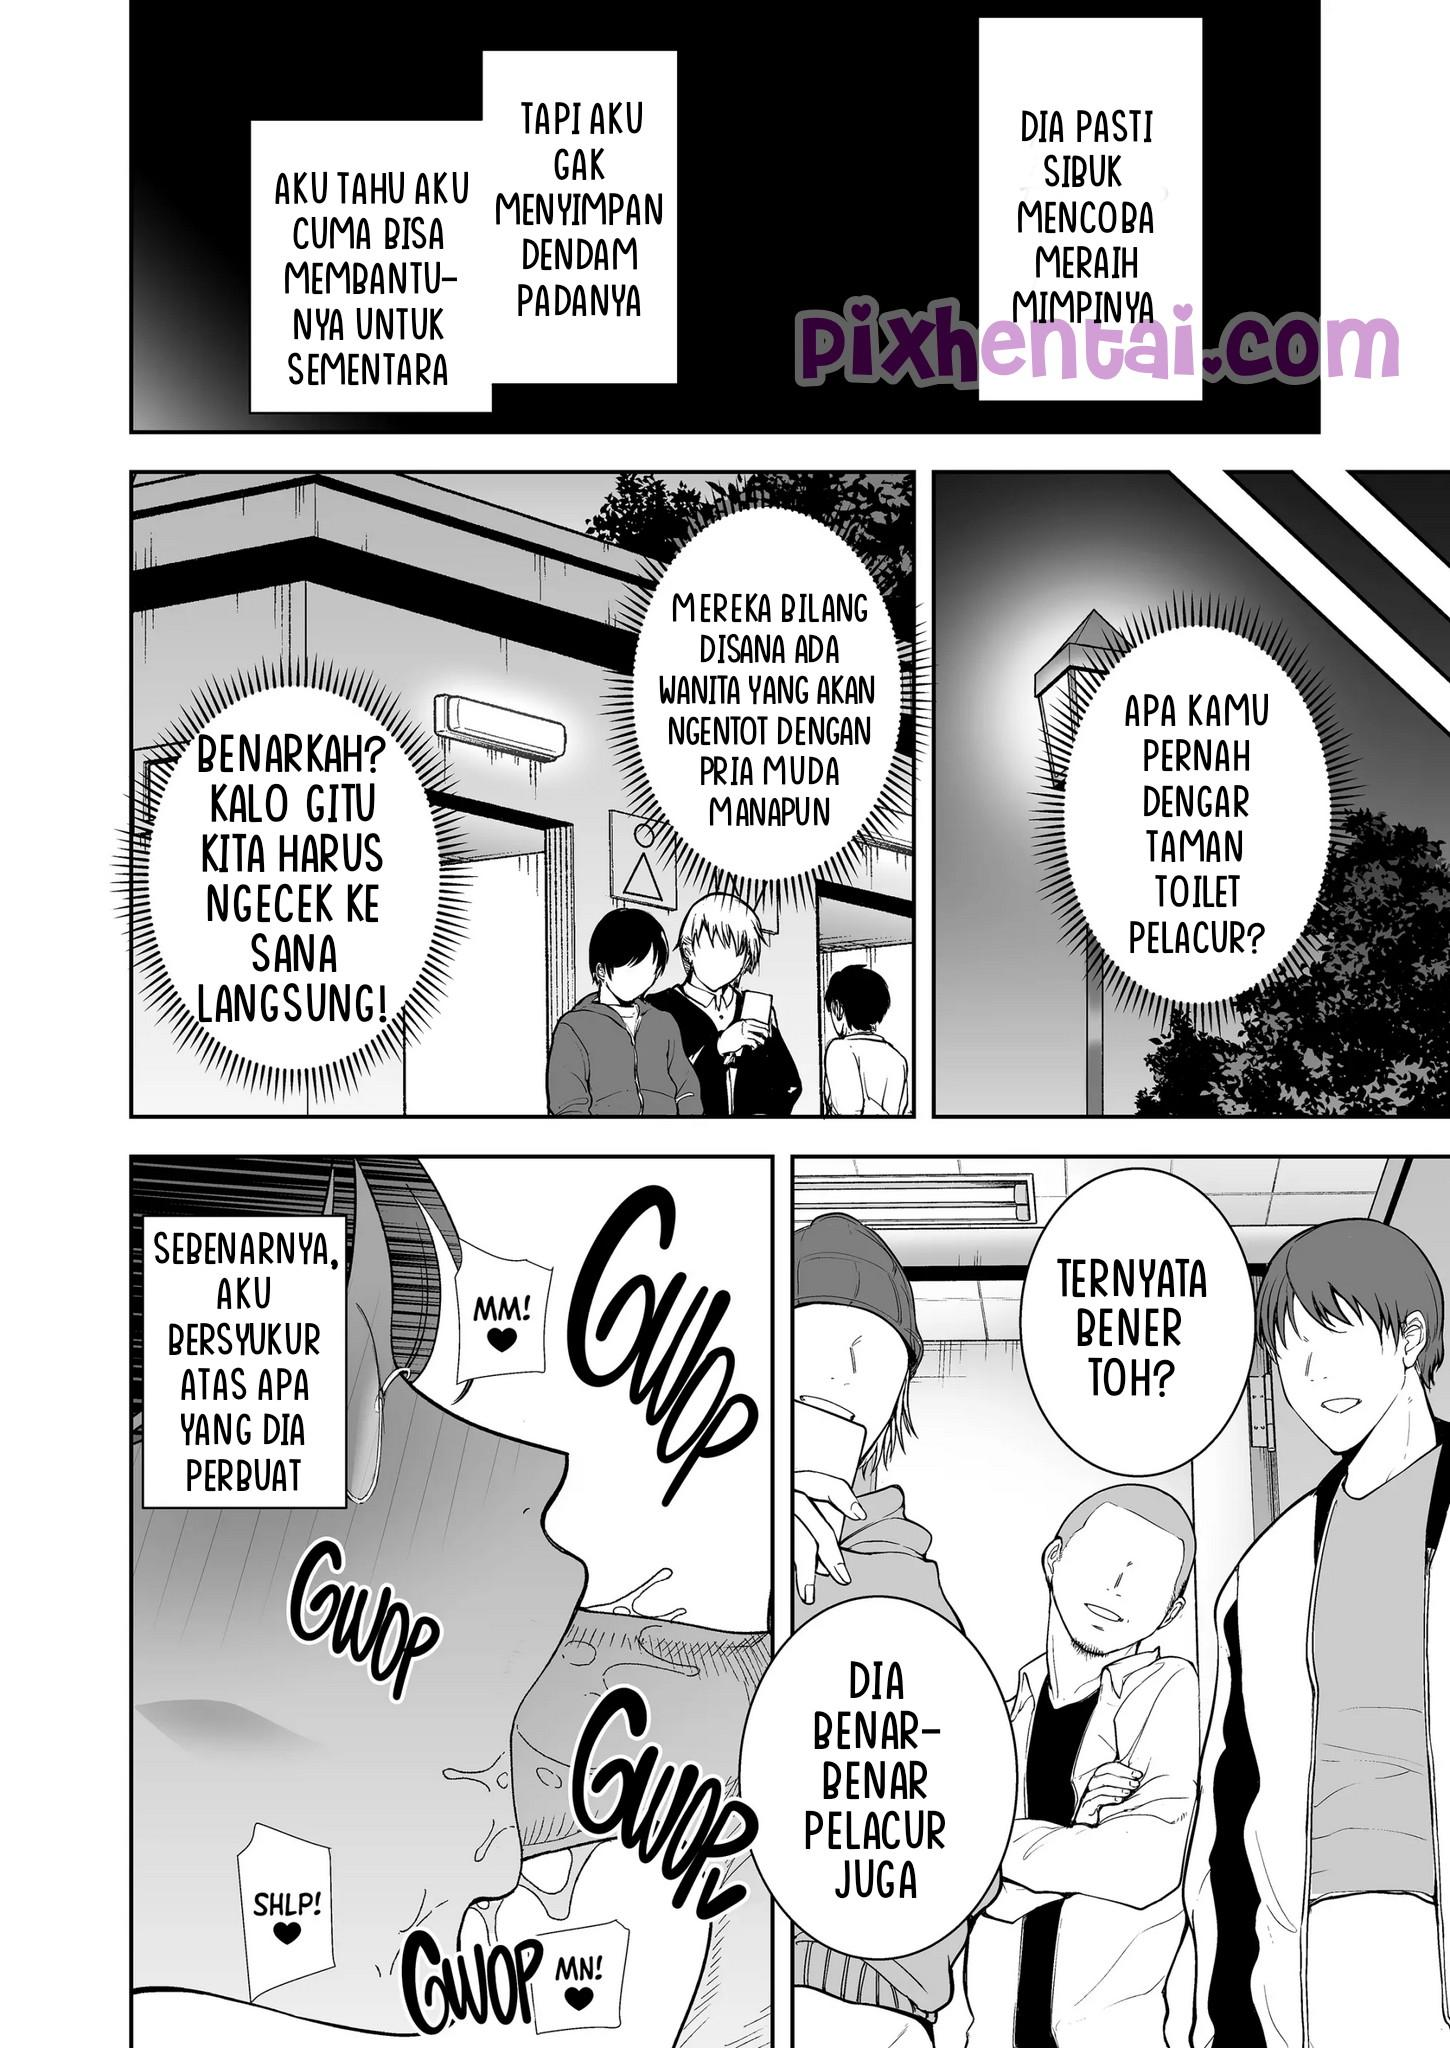 DIA PASTI
SIBUK
MENCOBA
MERAIH
MIMPINYA
TAPI AKU
GAK
MENYIMPAN
DENDAM
PADANYA
AKU TAHU AKU
CUMA BISA
MEMBANTU-
NYA UNTUK
SEMENTARA
pixhentai.com
APA KAMU
PERNAH
DENGAR
TAMAN
TOILET
PELACUR?
MEREKA BILANG
DISANA ADA
WANITA YANG AKAN
NGENTOT DENGAN
PRIA MUDA
MANAPUN
BENARKAH?
KALO GITU
KITA HARUS
NGECEK KE
SANA
LANGSUNG!
TERNYATA
BENER
TOH?
DIA
BENAR-
BENAR
PELACUR
JUGA
GWOP
MM!
♥
SEBENARNYA,
AKU
BERSYUKUR
ATAS APA
YANG DIA
PERBUAT
GWOP
GWOP♥
SHLP!
♥
GWOP
MN!
♥